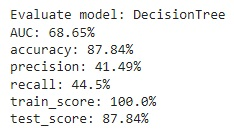 Evaluate model: DecisionTree
AUC: 68.65%
accuracy: 87.84%
precision: 41.49%
recall: 44.5%
train_score: 100.0%
test_score: 87.84%